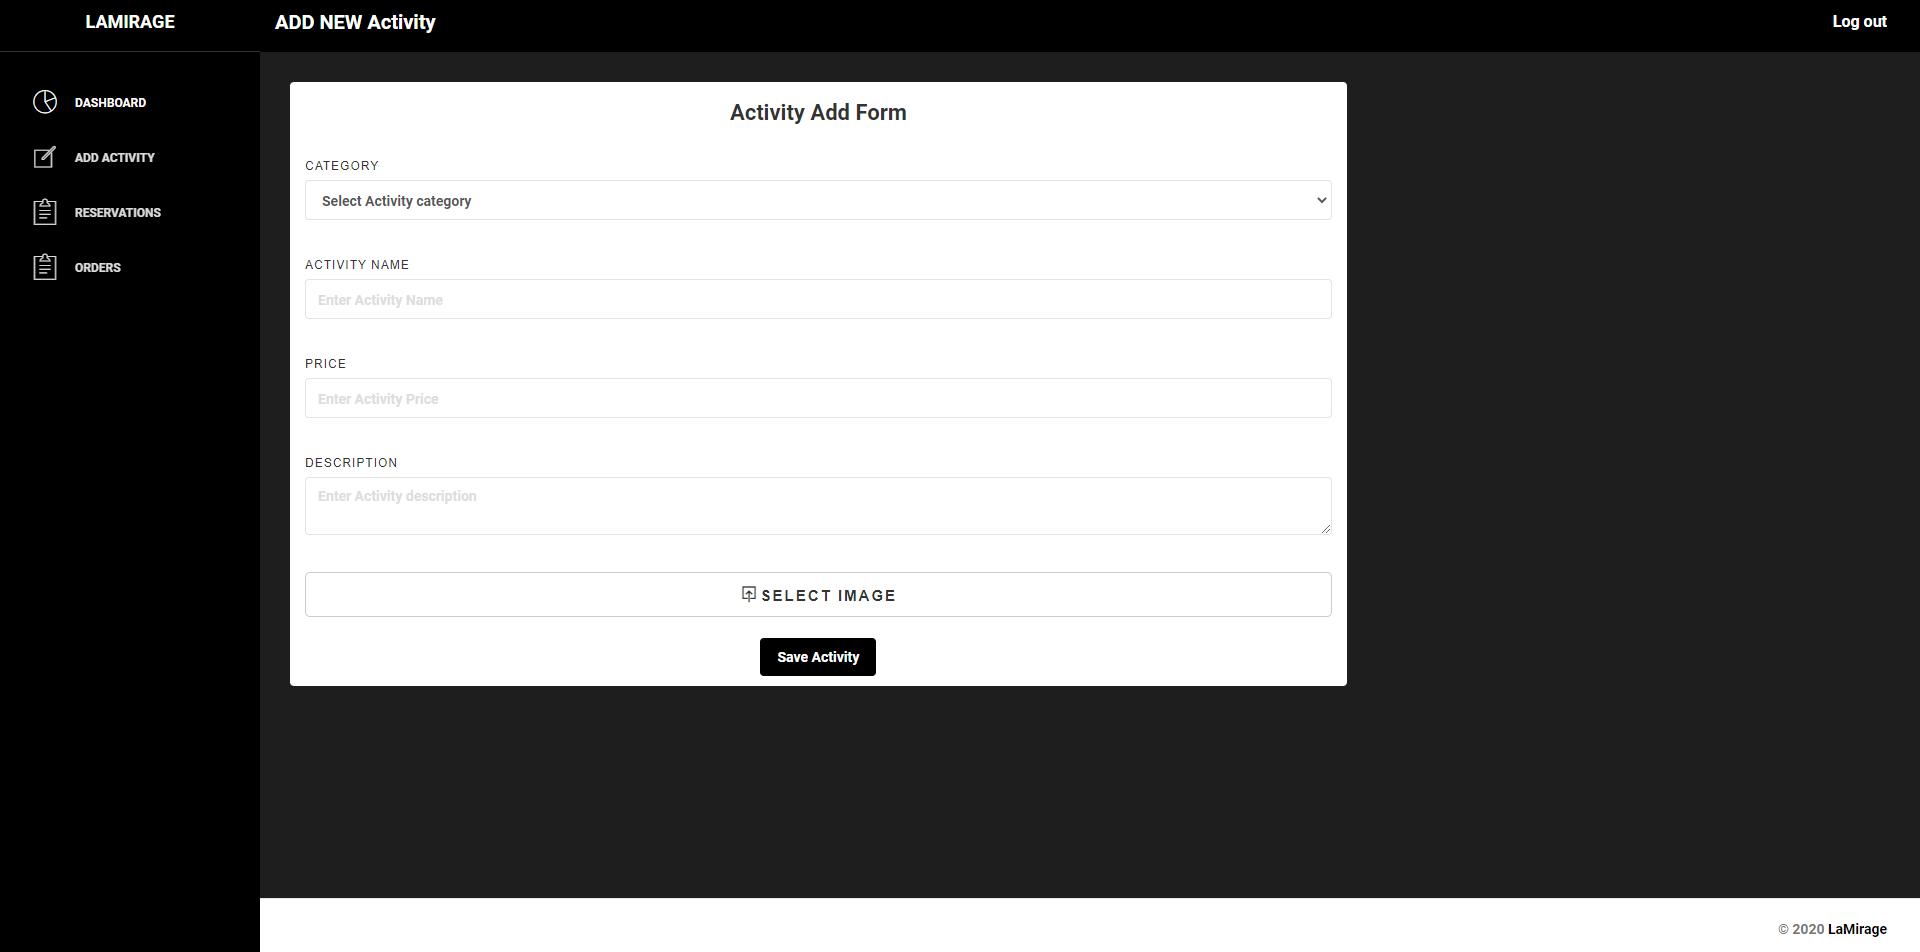 LAMIRAGE
ADD NEW Activity
Log out
DASHBOARD
ADD ACTIVITY
RESERVATIONS
ORDERS
Activity Add Form
CATEGORY
Select Activity category
ACTIVITY NAME
Enter Activity Name
PRICE
Enter Activity Price
DESCRIPTION
Enter Activity description
SELECT IMAGE
Save Activity
© 2020 LaMirage